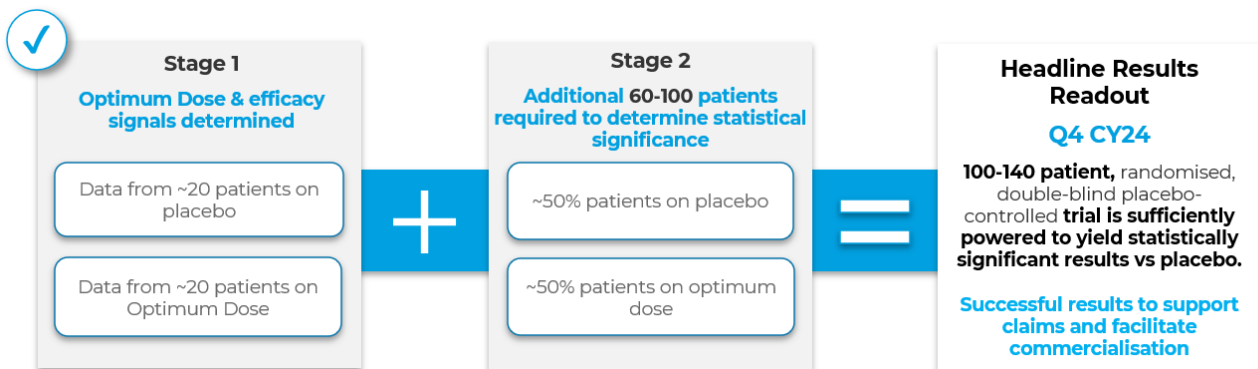 Stage 1
Optimum Dose & efficacy
signals determined
Data from ~20 patients on
placebo
Data from ~20 patients on
Optimum Dose
+
Stage 2
Additional 60-100 patients
required to determine statistical
significance
~50% patients on placebo
~50% patients on optimum
dose
=
Headline Results
Readout
Q4 CY24
100-140 patient, randomised,
double-blind placebo-
controlled trial is sufficiently
powered to yield statistically
significant results vs placebo.
Successful results to support
claims and facilitate
commercialisation